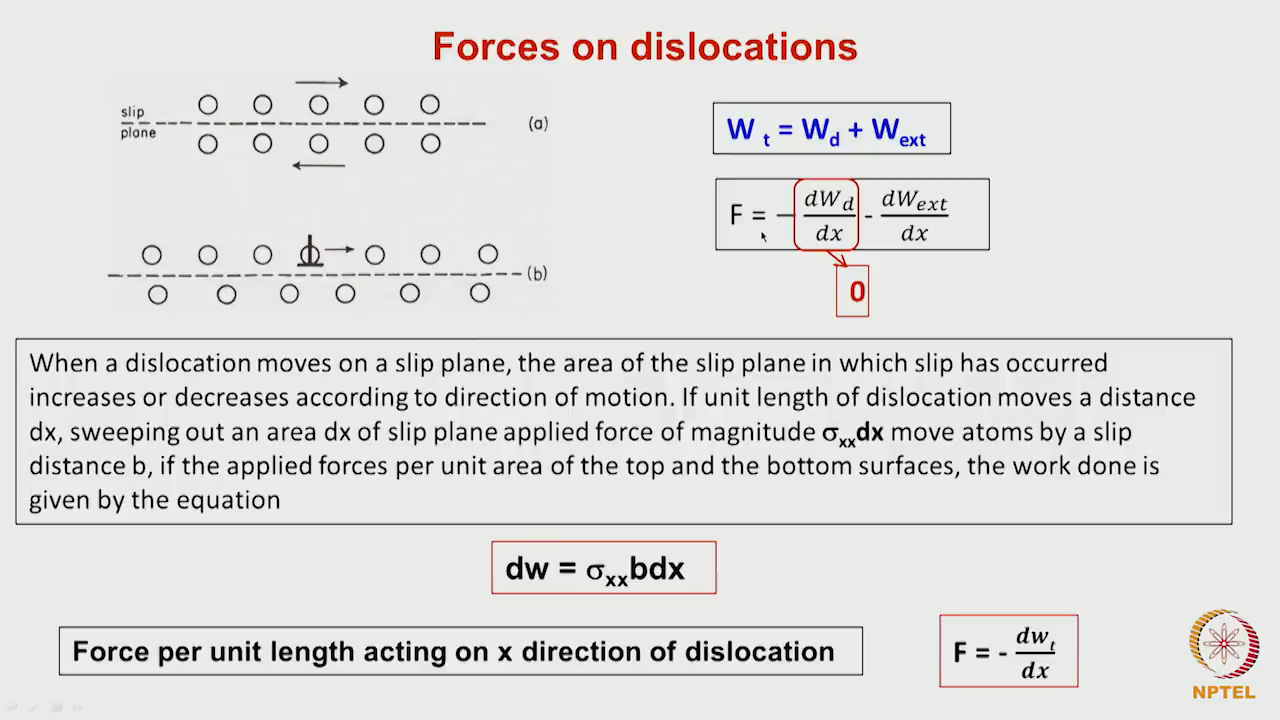 Forces on dislocations
slip
plane
(a)
(b)
W t = Wd + Wext
F = − dWd/dx - dWext/dx
0
When a dislocation moves on a slip plane, the area of the slip plane in which slip has occurred
increases or decreases according to direction of motion. If unit length of dislocation moves a distance
dx, sweeping out an area dx of slip plane applied force of magnitude σxxdx move atoms by a slip
distance b, if the applied forces per unit area of the top and the bottom surfaces, the work done is
given by the equation
dw = σxxbdx
Force per unit length acting on x direction of dislocation
F = - dwt/dx
NPTEL